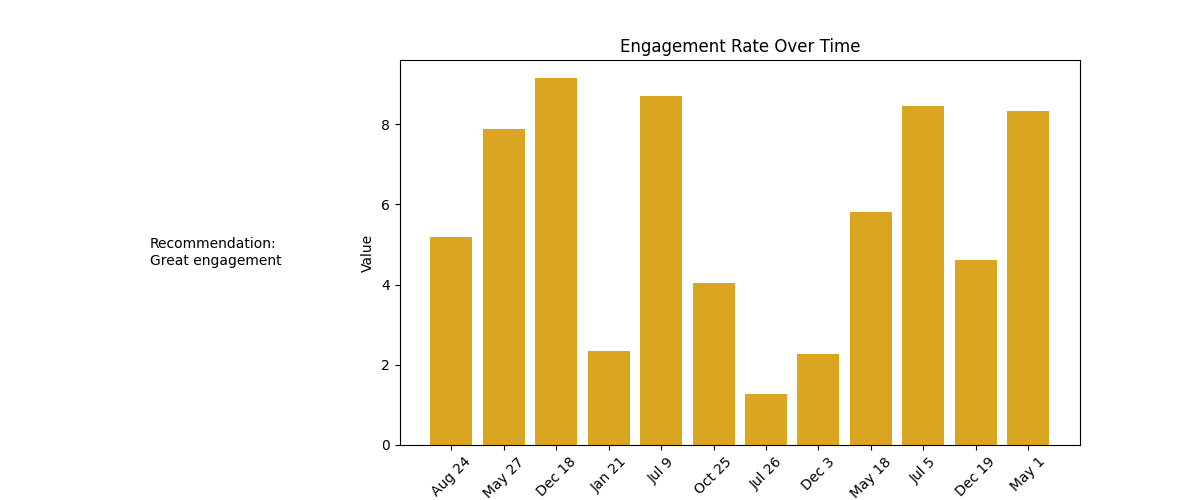 Engagement Rate Over Time
Recommendation:
Great engagement
Value
8
6
4
2
0
Aug 24
May 27
Dec 18
Jan 21
Jul 9
Oct 25
Jul 26
Dec 3
May 18
Jul 5
Dec 19
May 1